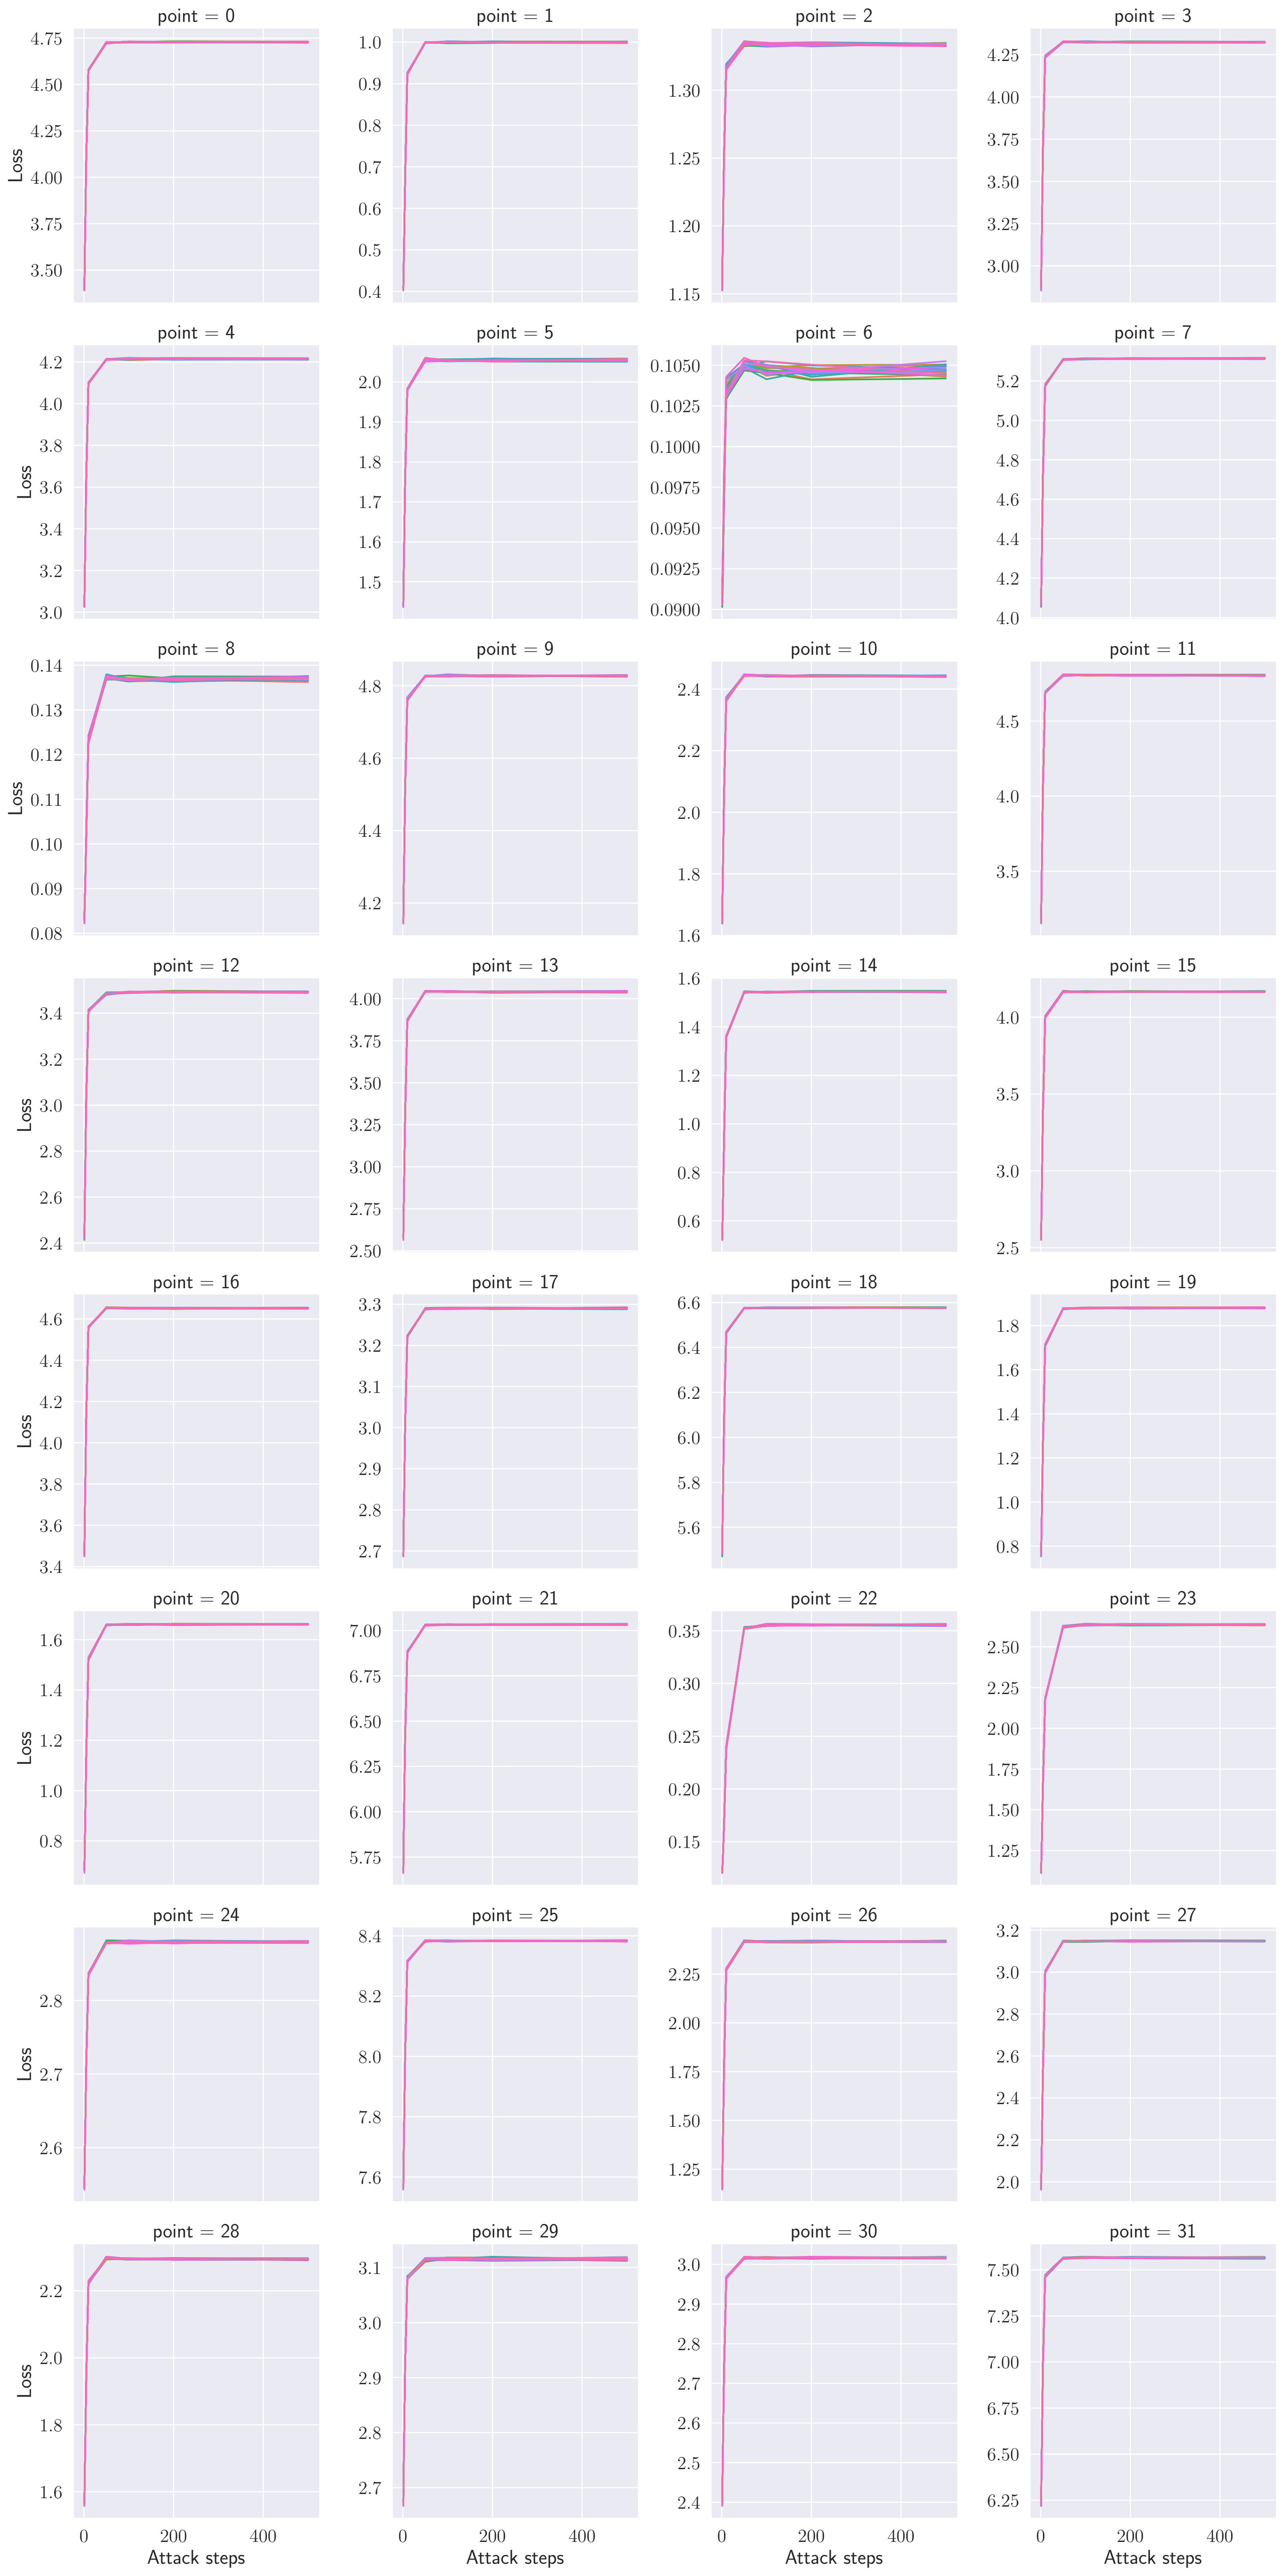 point = 0 point = 1 point = 2 point = 3
4.75 4.50 4.25 4.00 3.75 3.50
Loss
1.0 0.9 0.8 0.7 0.6 0.5 0.4
1.30 1.25 1.20 1.15
4.25 4.00 3.75 3.50 3.25 3.00
point = 4 point = 5 point = 6 point = 7
4.2 4.0 3.8 3.6 3.4 3.2 3.0
Loss
2.0 1.9 1.8 1.7 1.6 1.5
0.1050 0.1025 0.1000 0.0975 0.0950 0.0925 0.0900
5.2 5.0 4.8 4.6 4.4 4.2 4.0
point = 8 point = 9 point = 10 point = 11
0.14 0.13 0.12 0.11 0.10 0.09 0.08
Loss
4.8 4.6 4.4 4.2
2.4 2.2 2.0 1.8 1.6
4.5 4.0 3.5
point = 12 point = 13 point = 14 point = 15
3.4 3.2 3.0 2.8 2.6 2.4
Loss
4.00 3.75 3.50 3.25 3.00 2.75 2.50
1.6 1.4 1.2 1.0 0.8 0.6
4.0 3.5 3.0 2.5
point = 16 point = 17 point = 18 point = 19
4.6 4.4 4.2 4.0 3.8 3.6 3.4
Loss
3.3 3.2 3.1 3.0 2.9 2.8 2.7
6.6 6.4 6.2 6.0 5.8 5.6
1.8 1.6 1.4 1.2 1.0 0.8
point = 20 point = 21 point = 22 point = 23
1.6 1.4 1.2 1.0 0.8
Loss
7.00 6.75 6.50 6.25 6.00 5.75
0.35 0.30 0.25 0.20 0.15
2.50 2.25 2.00 1.75 1.50 1.25
point = 24 point = 25 point = 26 point = 27
2.8 2.7 2.6
Loss
8.4 8.2 8.0 7.8 7.6
2.25 2.00 1.75 1.50 1.25
3.2 3.0 2.8 2.6 2.4 2.2 2.0
point = 28 point = 29 point = 30 point = 31
2.2 2.0 1.8 1.6
Loss
3.1 3.0 2.9 2.8 2.7
3.0 2.9 2.8 2.7 2.6 2.5 2.4
7.50 7.25 7.00 6.75 6.50 6.25
0 200 400 0 200 400 0 200 400 0 200 400
Attack steps Attack steps Attack steps Attack steps